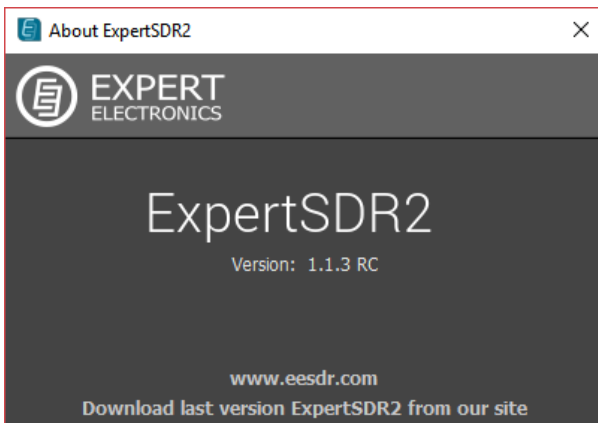 About ExpertSDR2
EXPERT
ELECTRONICS
ExpertSDR2
Version: 1.1.3 RC
www.eesdr.com
Download last version ExpertSDR2 from our site